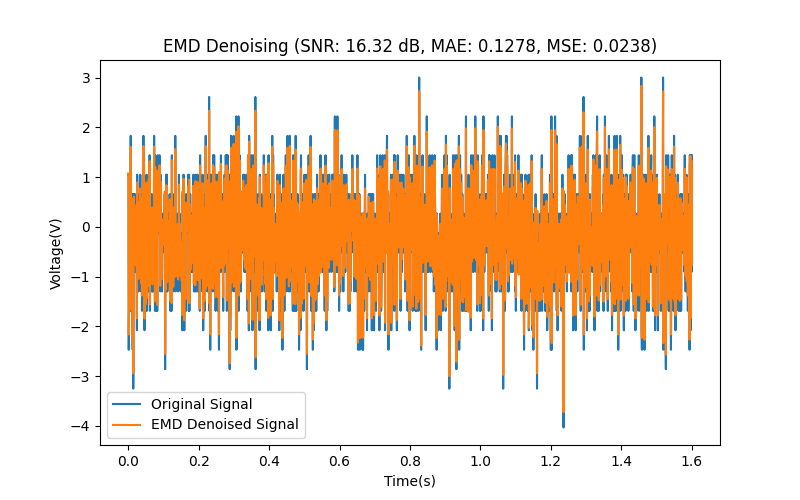 EMD Denoising (SNR: 16.32 dB, MAE: 0.1278, MSE: 0.0238)
3
2
1
0
−1
−2
−3
−4
Voltage(V)
Original Signal
EMD Denoised Signal
0.0 0.2 0.4 0.6 0.8 1.0 1.2 1.4 1.6
Time(s)